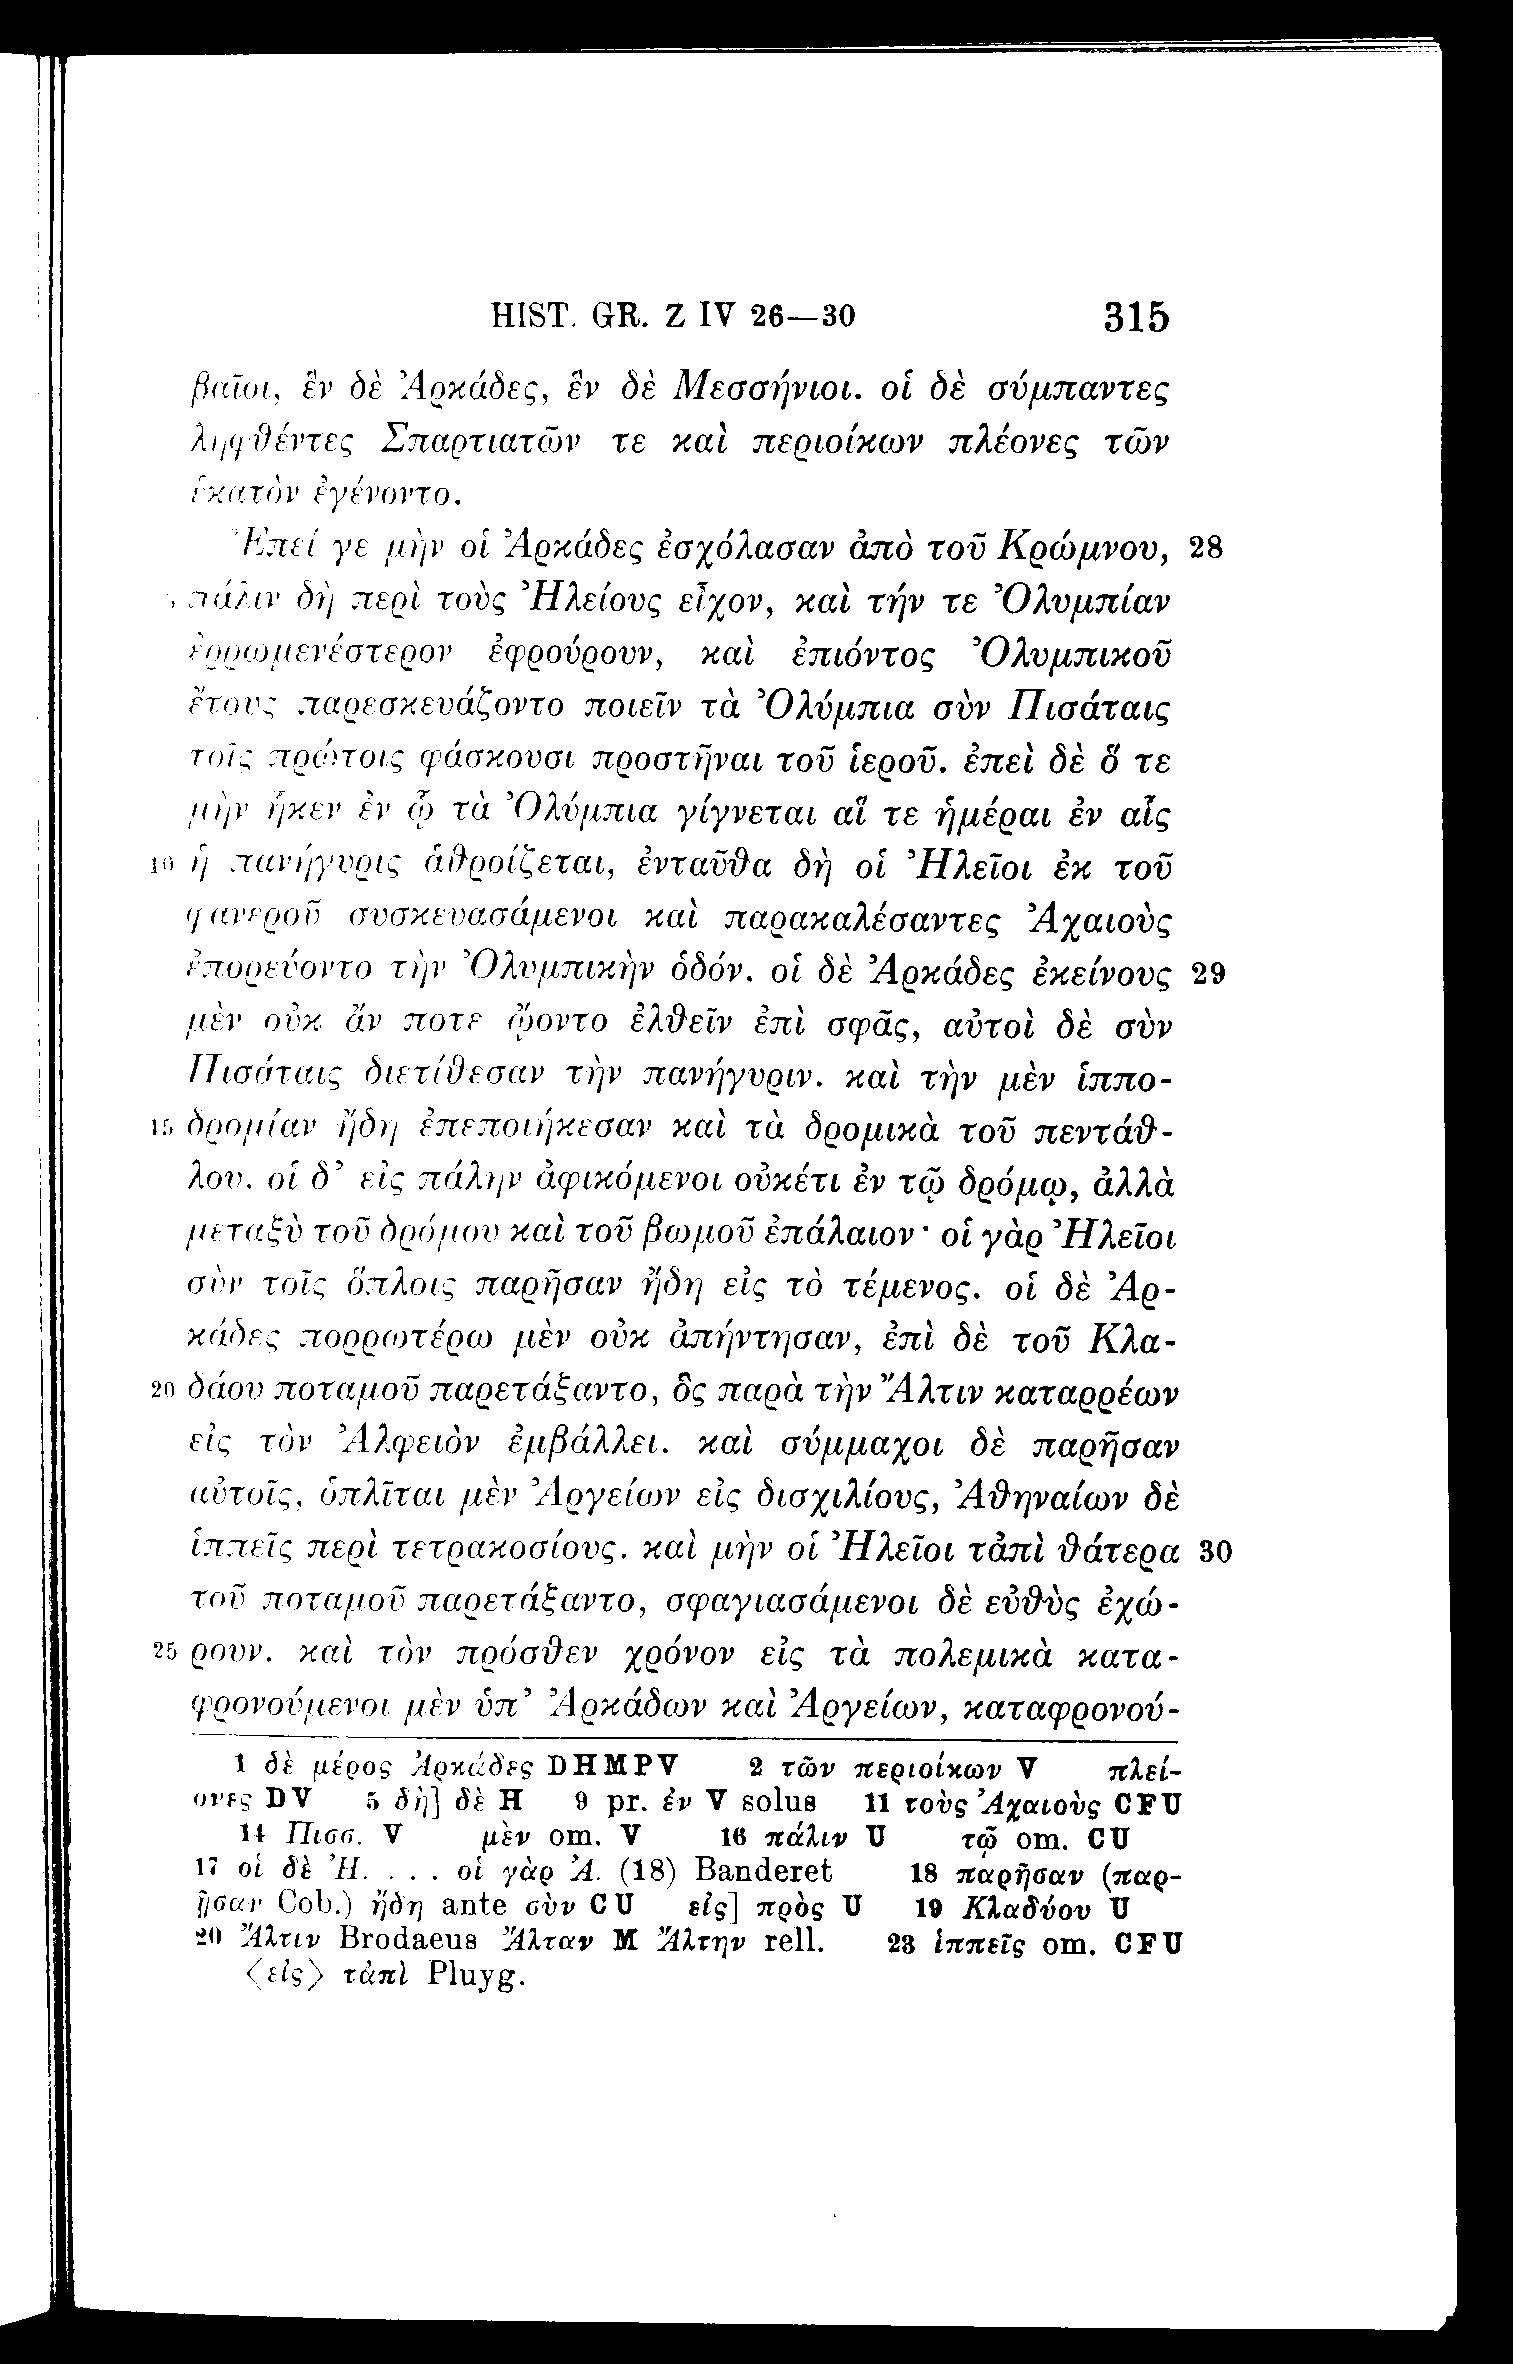 HIST. GR. Z IV 26—30 315
βαῖοι, ἓν δὲ Ἀρκάδες, ἓν δὲ Μεσσήνιοι. οἱ δὲ σύμπαντες
ληφθέντες Σπαρτιατῶν τε καὶ περιοίκων πλέονες τῶν
ἑκατὸν ἐγένοντο.
Ἐπεί γε μὴν οἱ Ἀρκάδες ἐσχόλασαν ἀπὸ τοῦ Κρώμνου, 28
5 πάλιν δὴ περὶ τοὺς Ἠλείους εἶχον, καὶ τήν τε Ὀλυμπίαν
ἐρρωμενέστερον ἐφρούρουν, καὶ ἐπιόντος Ὀλυμπικοῦ
ἔτους παρεσκευάζοντο ποιεῖν τὰ Ὀλύμπια σὺν Πισάταις
τοῖς πρώτοις φάσκουσι προστῆναι τοῦ ἱεροῦ. ἐπεὶ δὲ ὅ τε
μὴν ἧκεν ἐν ᾧ τὰ Ὀλύμπια γίγνεται αἵ τε ἡμέραι ἐν αἷς
10 ἡ πανήγυρις ἁθροίζεται, ἐνταῦθα δὴ οἱ Ἠλεῖοι ἐκ τοῦ
φανεροῦ συσκευασάμενοι καὶ παρακαλέσαντες Ἀχαιοὺς
ἐπορεύοντο τὴν Ὀλυμπικὴν ὁδόν. οἱ δὲ Ἀρκάδες ἐκείνους 29
μὲν οὐκ ἄν ποτε ᾤοντο ἐλθεῖν ἐπὶ σφᾶς, αὐτοὶ δὲ σὺν
Πισάταις διετίθεσαν τὴν πανήγυριν. καὶ τὴν μὲν ἱππο-
15 δρομίαν ἤδη ἐπεποιήκεσαν καὶ τὰ δρομικὰ τοῦ πεντάθ-
λου. οἱ δ’ εἰς πάλην ἀφικόμενοι οὐκέτι ἐν τῷ δρόμῳ, ἀλλὰ
μεταξὺ τοῦ δρόμου καὶ τοῦ βωμοῦ ἐπάλαιον· οἱ γὰρ Ἠλεῖοι
σὺν τοῖς ὅπλοις παρῆσαν ἤδη εἰς τὸ τέμενος. οἱ δὲ Ἀρ-
κάδες πορρωτέρω μὲν οὐκ ἀπήντησαν, ἐπὶ δὲ τοῦ Κλα-
20 δάου ποταμοῦ παρετάξαντο, ὃς παρὰ τὴν Ἄλτιν καταρρέων
εἰς τὸν Ἀλφειὸν ἐμβάλλει. καὶ σύμμαχοι δὲ παρῆσαν
αὐτοῖς, ὁπλῖται μὲν Ἀργείων εἰς δισχιλίους, Ἀθηναίων δὲ
ἱππεῖς περὶ τετρακοσίους. καὶ μὴν οἱ Ἠλεῖοι τἀπὶ θάτερα 30
τοῦ ποταμοῦ παρετάξαντο, σφαγιασάμενοι δὲ εὐθὺς ἐχώ-
25 ρουν. καὶ τὸν πρόσθεν χρόνον εἰς τὰ πολεμικὰ κατα-
φρονούμενοι μὲν ὑπ’ Ἀρκάδων καὶ Ἀργείων, καταφρονού-
1 δὲ μέρος Ἀρκάδες DHMPV 2 τῶν περιοίκων V πλεί-
ονες DV 5 δὴ] δὲ H 9 pr. ἐν V solus 11 τοὺς Ἀχαιοὺς CFU
14 Πισσ. V μὲν om. V 16 πάλιν U τῷ om. CU
17 οἱ δὲ Ἠ. . . . οἱ γὰρ Ἀ. (18) Banderet 18 παρῆσαν (παρ-
ῇσαν Cob.) ἤδη ante σὺν CU εἰς] πρὸς U 19 Κλαδύου U
20 Ἄλτιν Brodaeus Ἄλταν M Ἄλτην rell. 23 ἱππεῖς om. CFU
⟨εἰς⟩ τἀπὶ Pluyg.